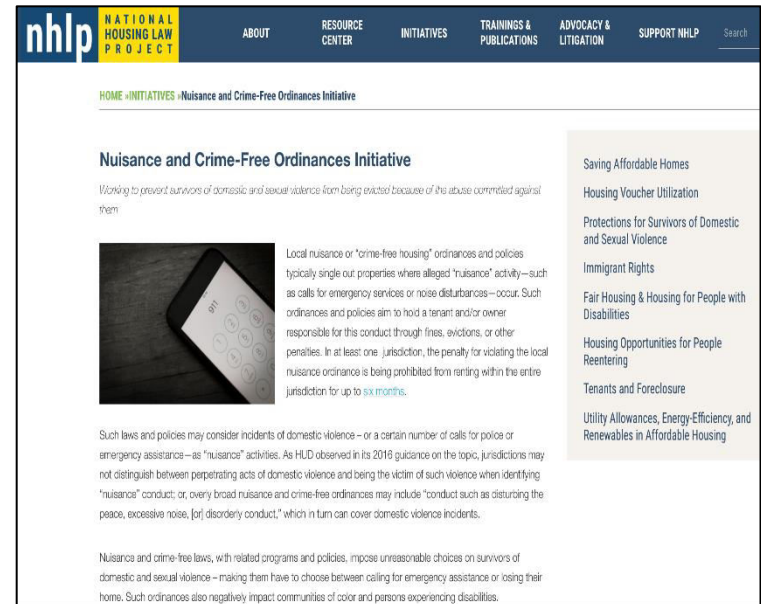 nhlp
NATIONAL
HOUSING LAW
PROJECT
ABOUT
RESOURCE
CENTER
INITIATIVES
TRAININGS &
PUBLICATIONS
ADVOCACY &
LITIGATION
SUPPORT NHLP
Search
HOME »INITIATIVES »Nuisance and Crime-Free Ordinances Initiative
Nuisance and Crime-Free Ordinances Initiative
Working to prevent survivors of domestic and sexual violence from being evicted because of the abuse committed against
them
911
Local nuisance or "crime-free housing" ordinances and policies
typically single out properties where alleged "nuisance" activity—such
as calls for emergency services or noise disturbances—occur. Such
ordinances and policies aim to hold a tenant and/or owner
responsible for this conduct through fines, evictions, or other
penalties. In at least one jurisdiction, the penalty for violating the local
nuisance ordinance is being prohibited from renting within the entire
jurisdiction for up to six months.
Such laws and policies may consider incidents of domestic violence – or a certain number of calls for police or
emergency assistance—as "nuisance" activities. As HUD observed in its 2016 guidance on the topic, jurisdictions may
not distinguish between perpetrating acts of domestic violence and being the victim of such violence when identifying
"nuisance" conduct; or, overly broad nuisance and crime-free ordinances may include "conduct such as disturbing the
peace, excessive noise, [or] disorderly conduct," which in turn can cover domestic violence incidents.
Nuisance and crime-free laws, with related programs and policies, impose unreasonable choices on survivors of
domestic and sexual violence – making them have to choose between calling for emergency assistance or losing their
home. Such ordinances also negatively impact communities of color and persons experiencing disabilities.
Saving Affordable Homes
Housing Voucher Utilization
Protections for Survivors of Domestic
and Sexual Violence
Immigrant Rights
Fair Housing & Housing for People with
Disabilities
Housing Opportunities for People
Reentering
Tenants and Foreclosure
Utility Allowances, Energy-Efficiency, and
Renewables in Affordable Housing